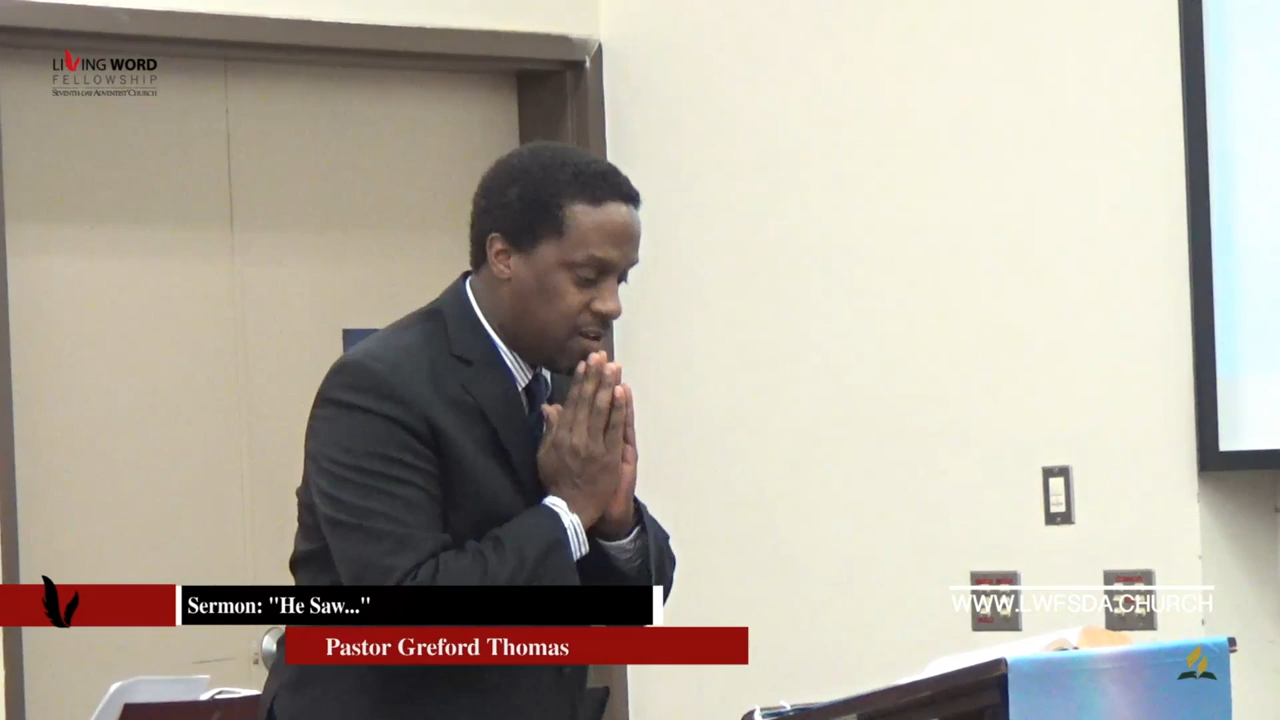 LIVING WORD
FELLOWSHIP
SEVENTH-DAY ADVENTIST CHURCH
Sermon: "He Saw..."
Pastor Greford Thomas
WWW.LWFSDA.CHURCH